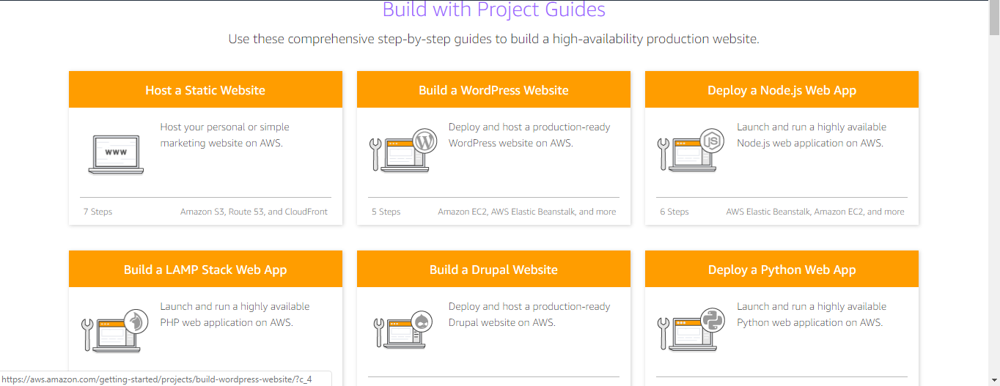 Build with Project Guides
Use these comprehensive step-by-step guides to build a high-availability production website.
Host a Static Website
Host your personal or simple
marketing website on AWS.
WWW
7 Steps
Amazon S3, Route 53, and CloudFront
Build a WordPress Website
Deploy and host a production-ready
WordPress website on AWS.
5 Steps
Amazon EC2, AWS Elastic Beanstalk, and more
Deploy a Node.js Web App
Launch and run a highly available
Node.js web application on AWS.
JS
6 Steps
AWS Elastic Beanstalk, Amazon EC2, and more
Build a LAMP Stack Web App
Launch and run a highly available
PHP web application on AWS.
Build a Drupal Website
Deploy and host a production-ready
Drupal website on AWS.
Deploy a Python Web App
Launch and run a highly available
Python web application on AWS.
https://aws.amazon.com/getting-started/projects/build-wordpress-website/?c_4